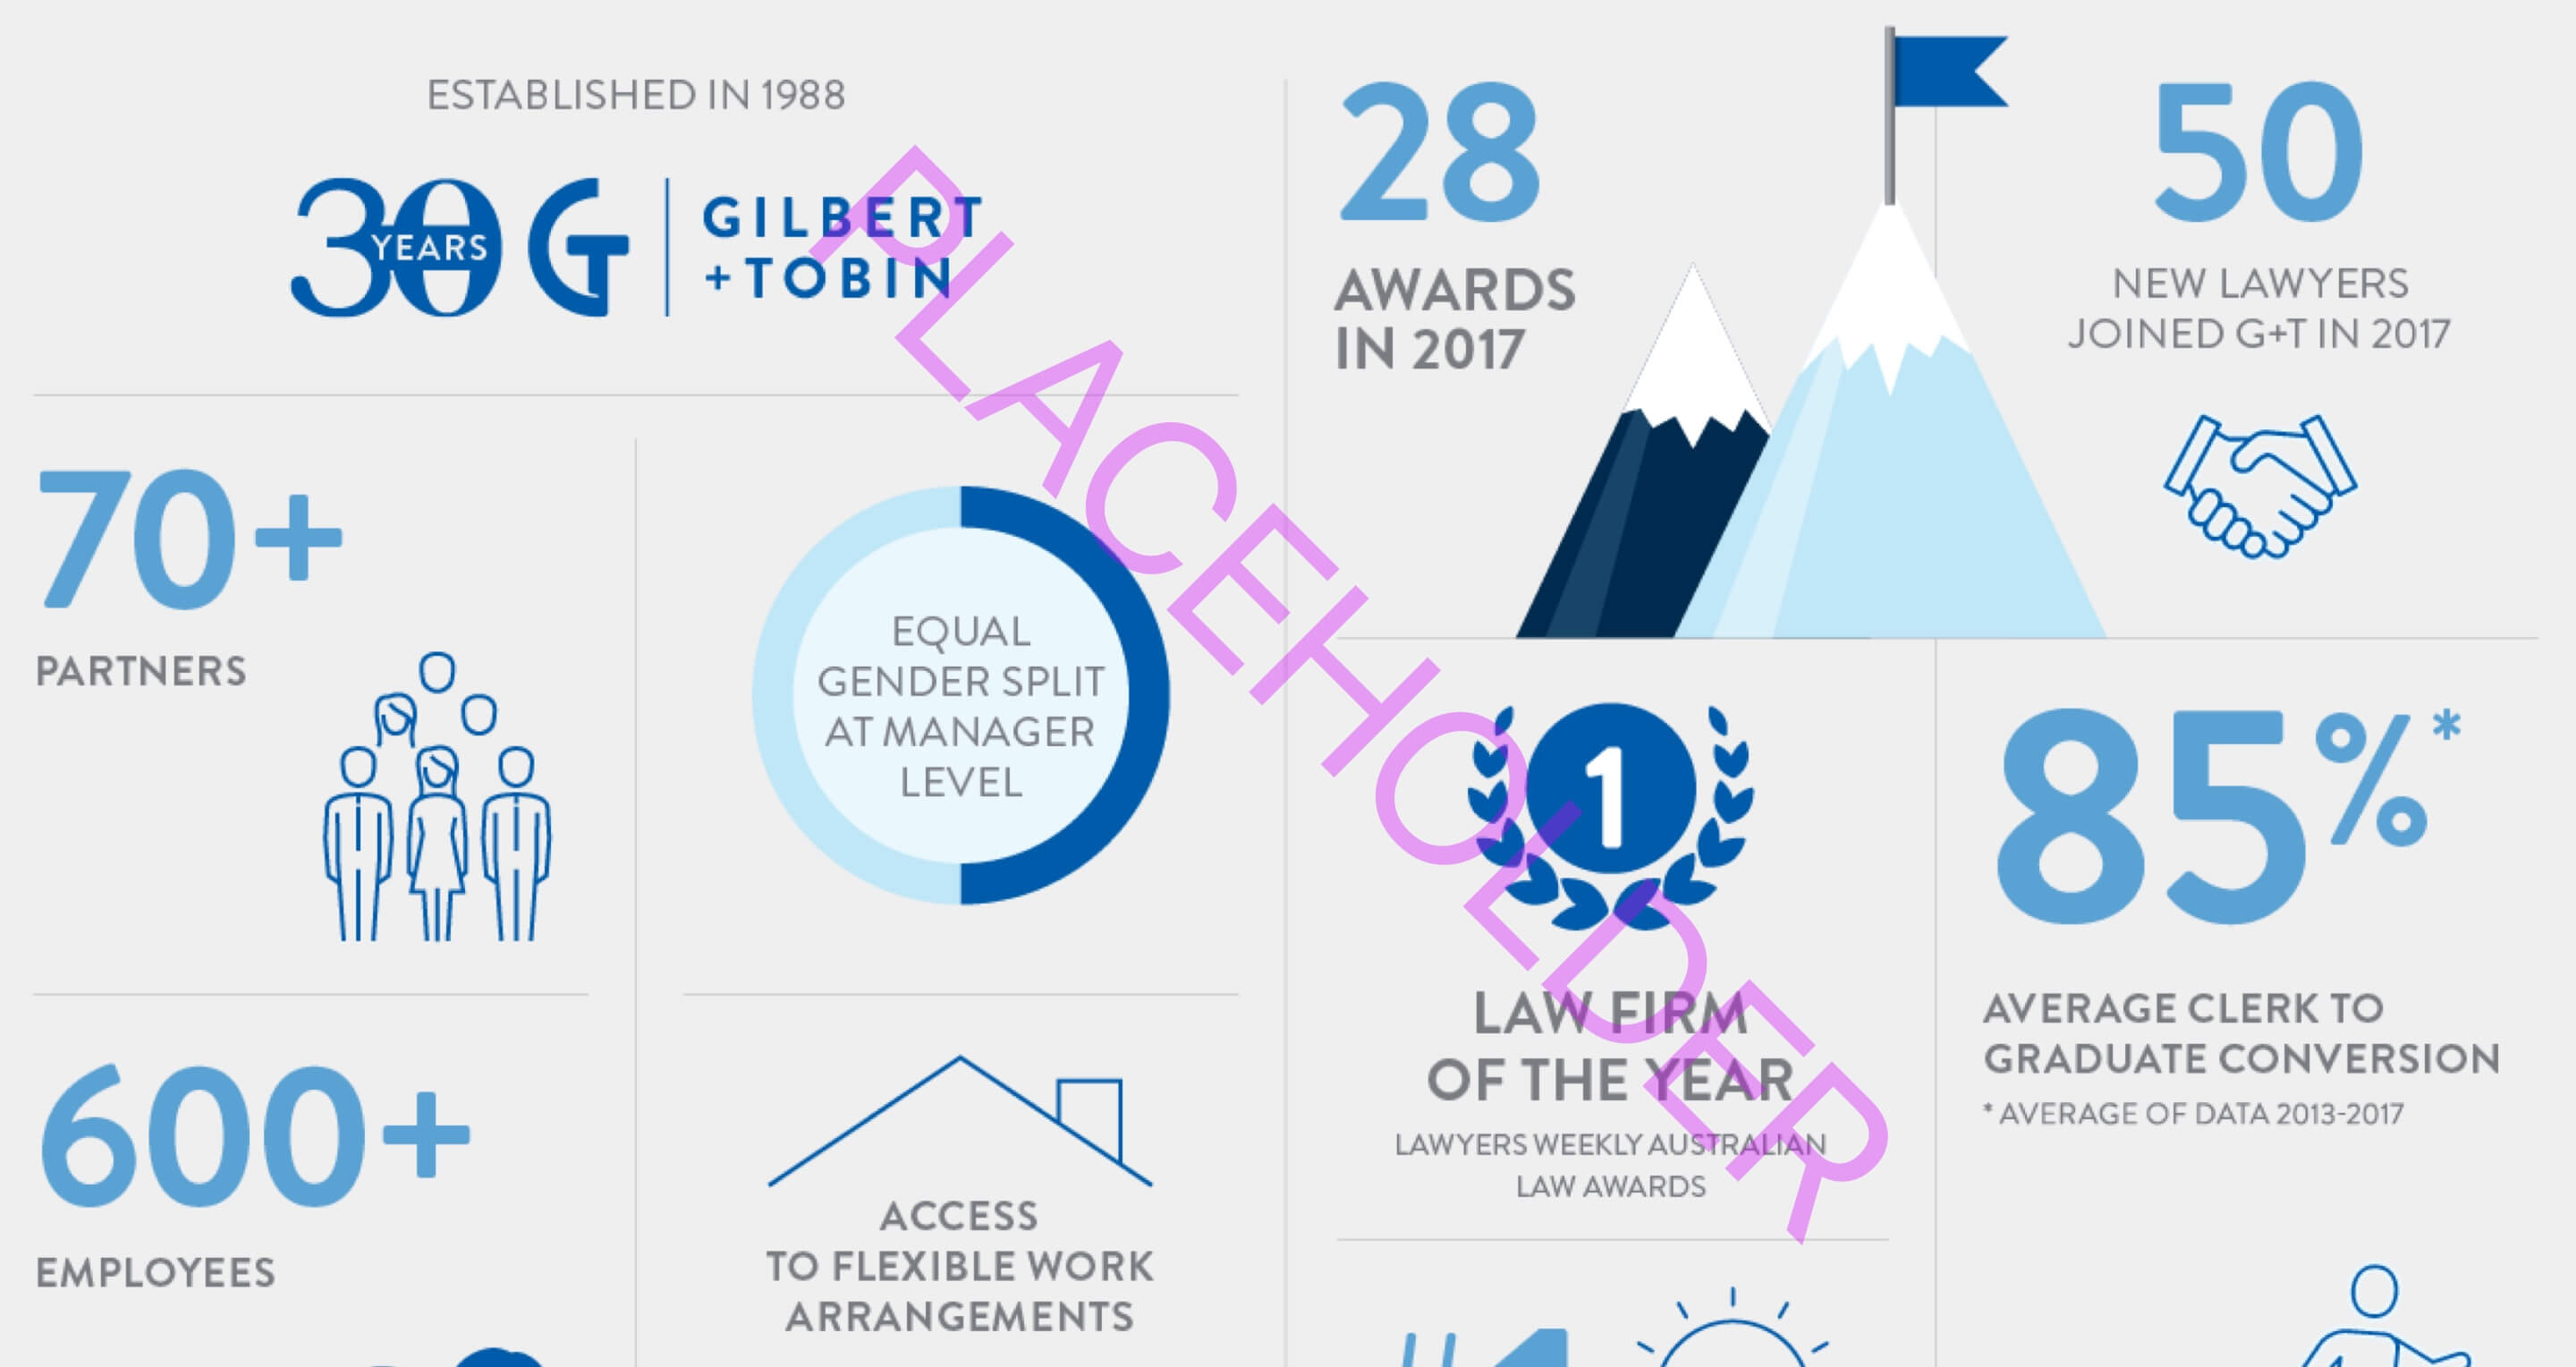 ESTABLISHED IN 1988
30 YEARS
GT
GILBERT
+TOBIN
70+
PARTNERS
EQUAL
GENDER SPLIT
AT MANAGER
LEVEL
600+
EMPLOYEES
ACCESS
TO FLEXIBLE WORK
ARRANGEMENTS
28
AWARDS
IN 2017
50
NEW LAWYERS
JOINED G+T IN 2017
1
LAW FIRM
OF THE YEAR
LAWYERS WEEKLY AUSTRALIAN
LAW AWARDS
85%*
AVERAGE CLERK TO
GRADUATE CONVERSION
* AVERAGE OF DATA 2013-2017
PLACEHOLDER